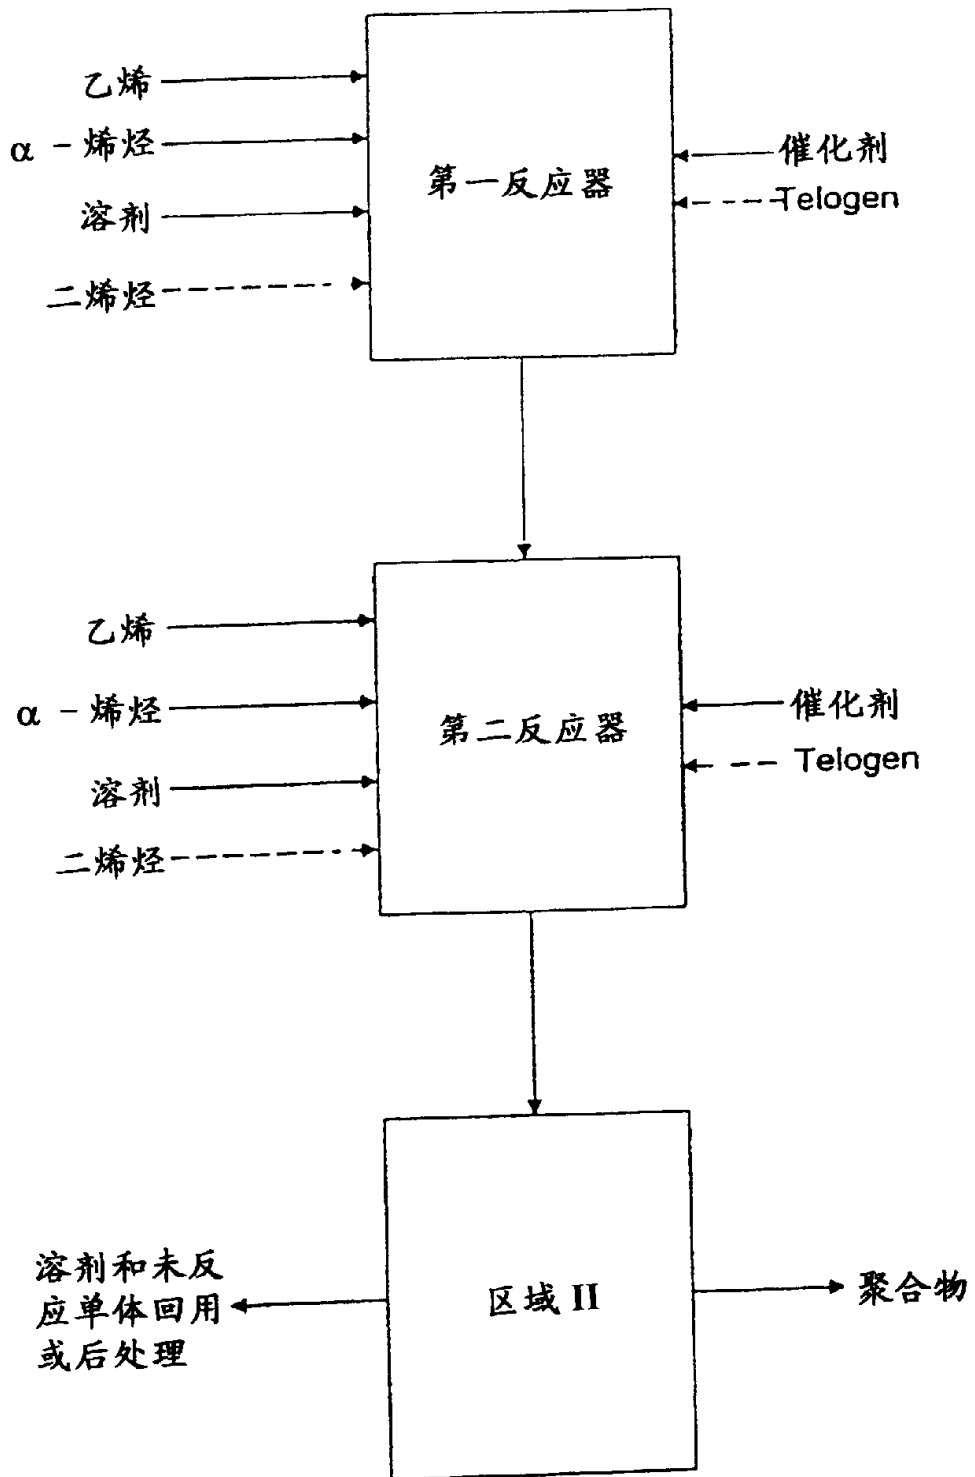 乙烯
α-烯烃
溶剂
二烯烃
第一反应器
催化剂
Telogen
乙烯
α-烯烃
溶剂
二烯烃
第二反应器
催化剂
Telogen
溶剂和未反
应单体回用
或后处理
区域 II
聚合物